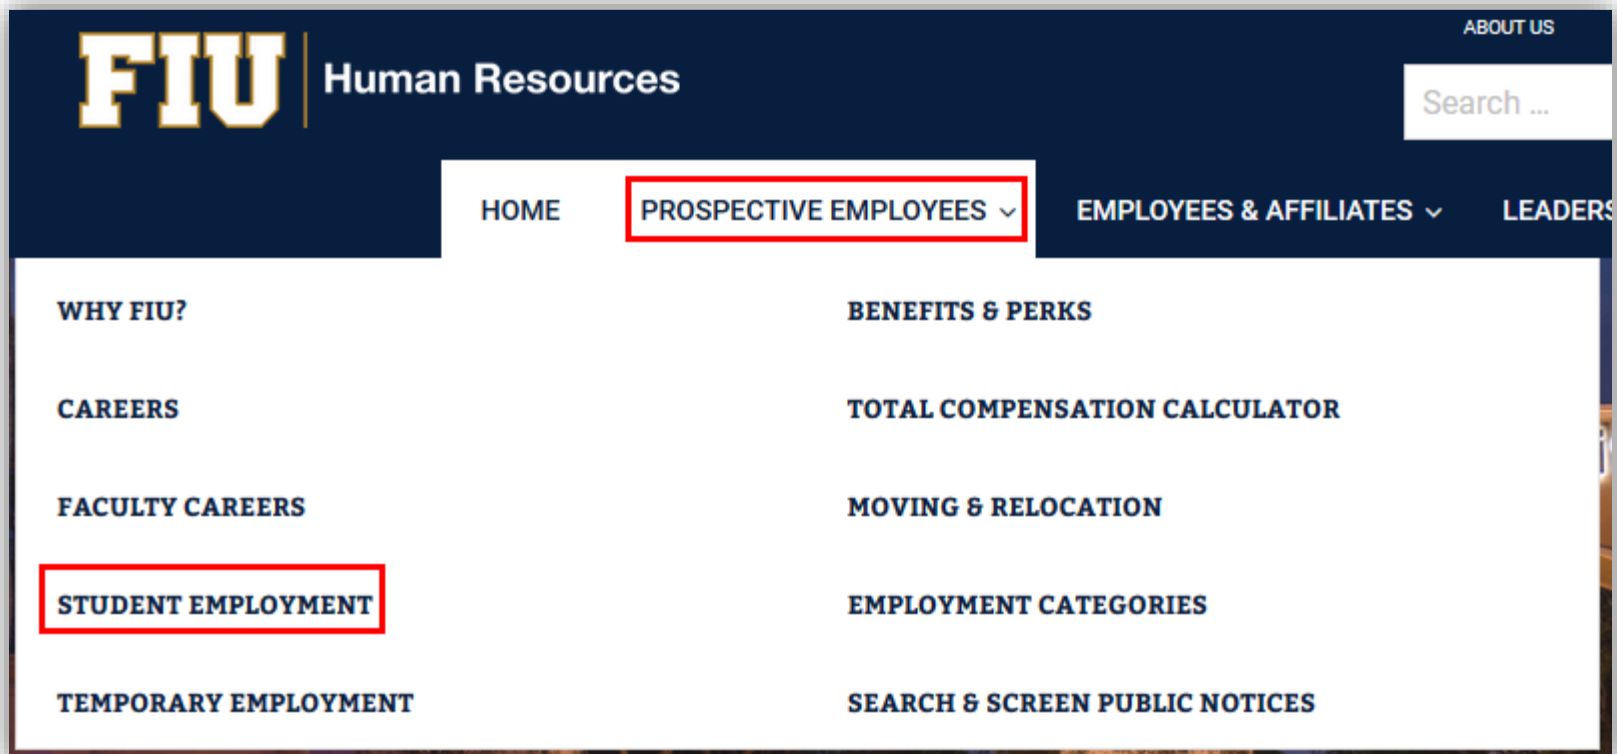 ABOUT US
FIU Human Resources
Search ...
HOME PROSPECTIVE EMPLOYEES EMPLOYEES & AFFILIATES LEADERS
WHY FIU? BENEFITS & PERKS
CAREERS TOTAL COMPENSATION CALCULATOR
FACULTY CAREERS MOVING & RELOCATION
STUDENT EMPLOYMENT EMPLOYMENT CATEGORIES
TEMPORARY EMPLOYMENT SEARCH & SCREEN PUBLIC NOTICES